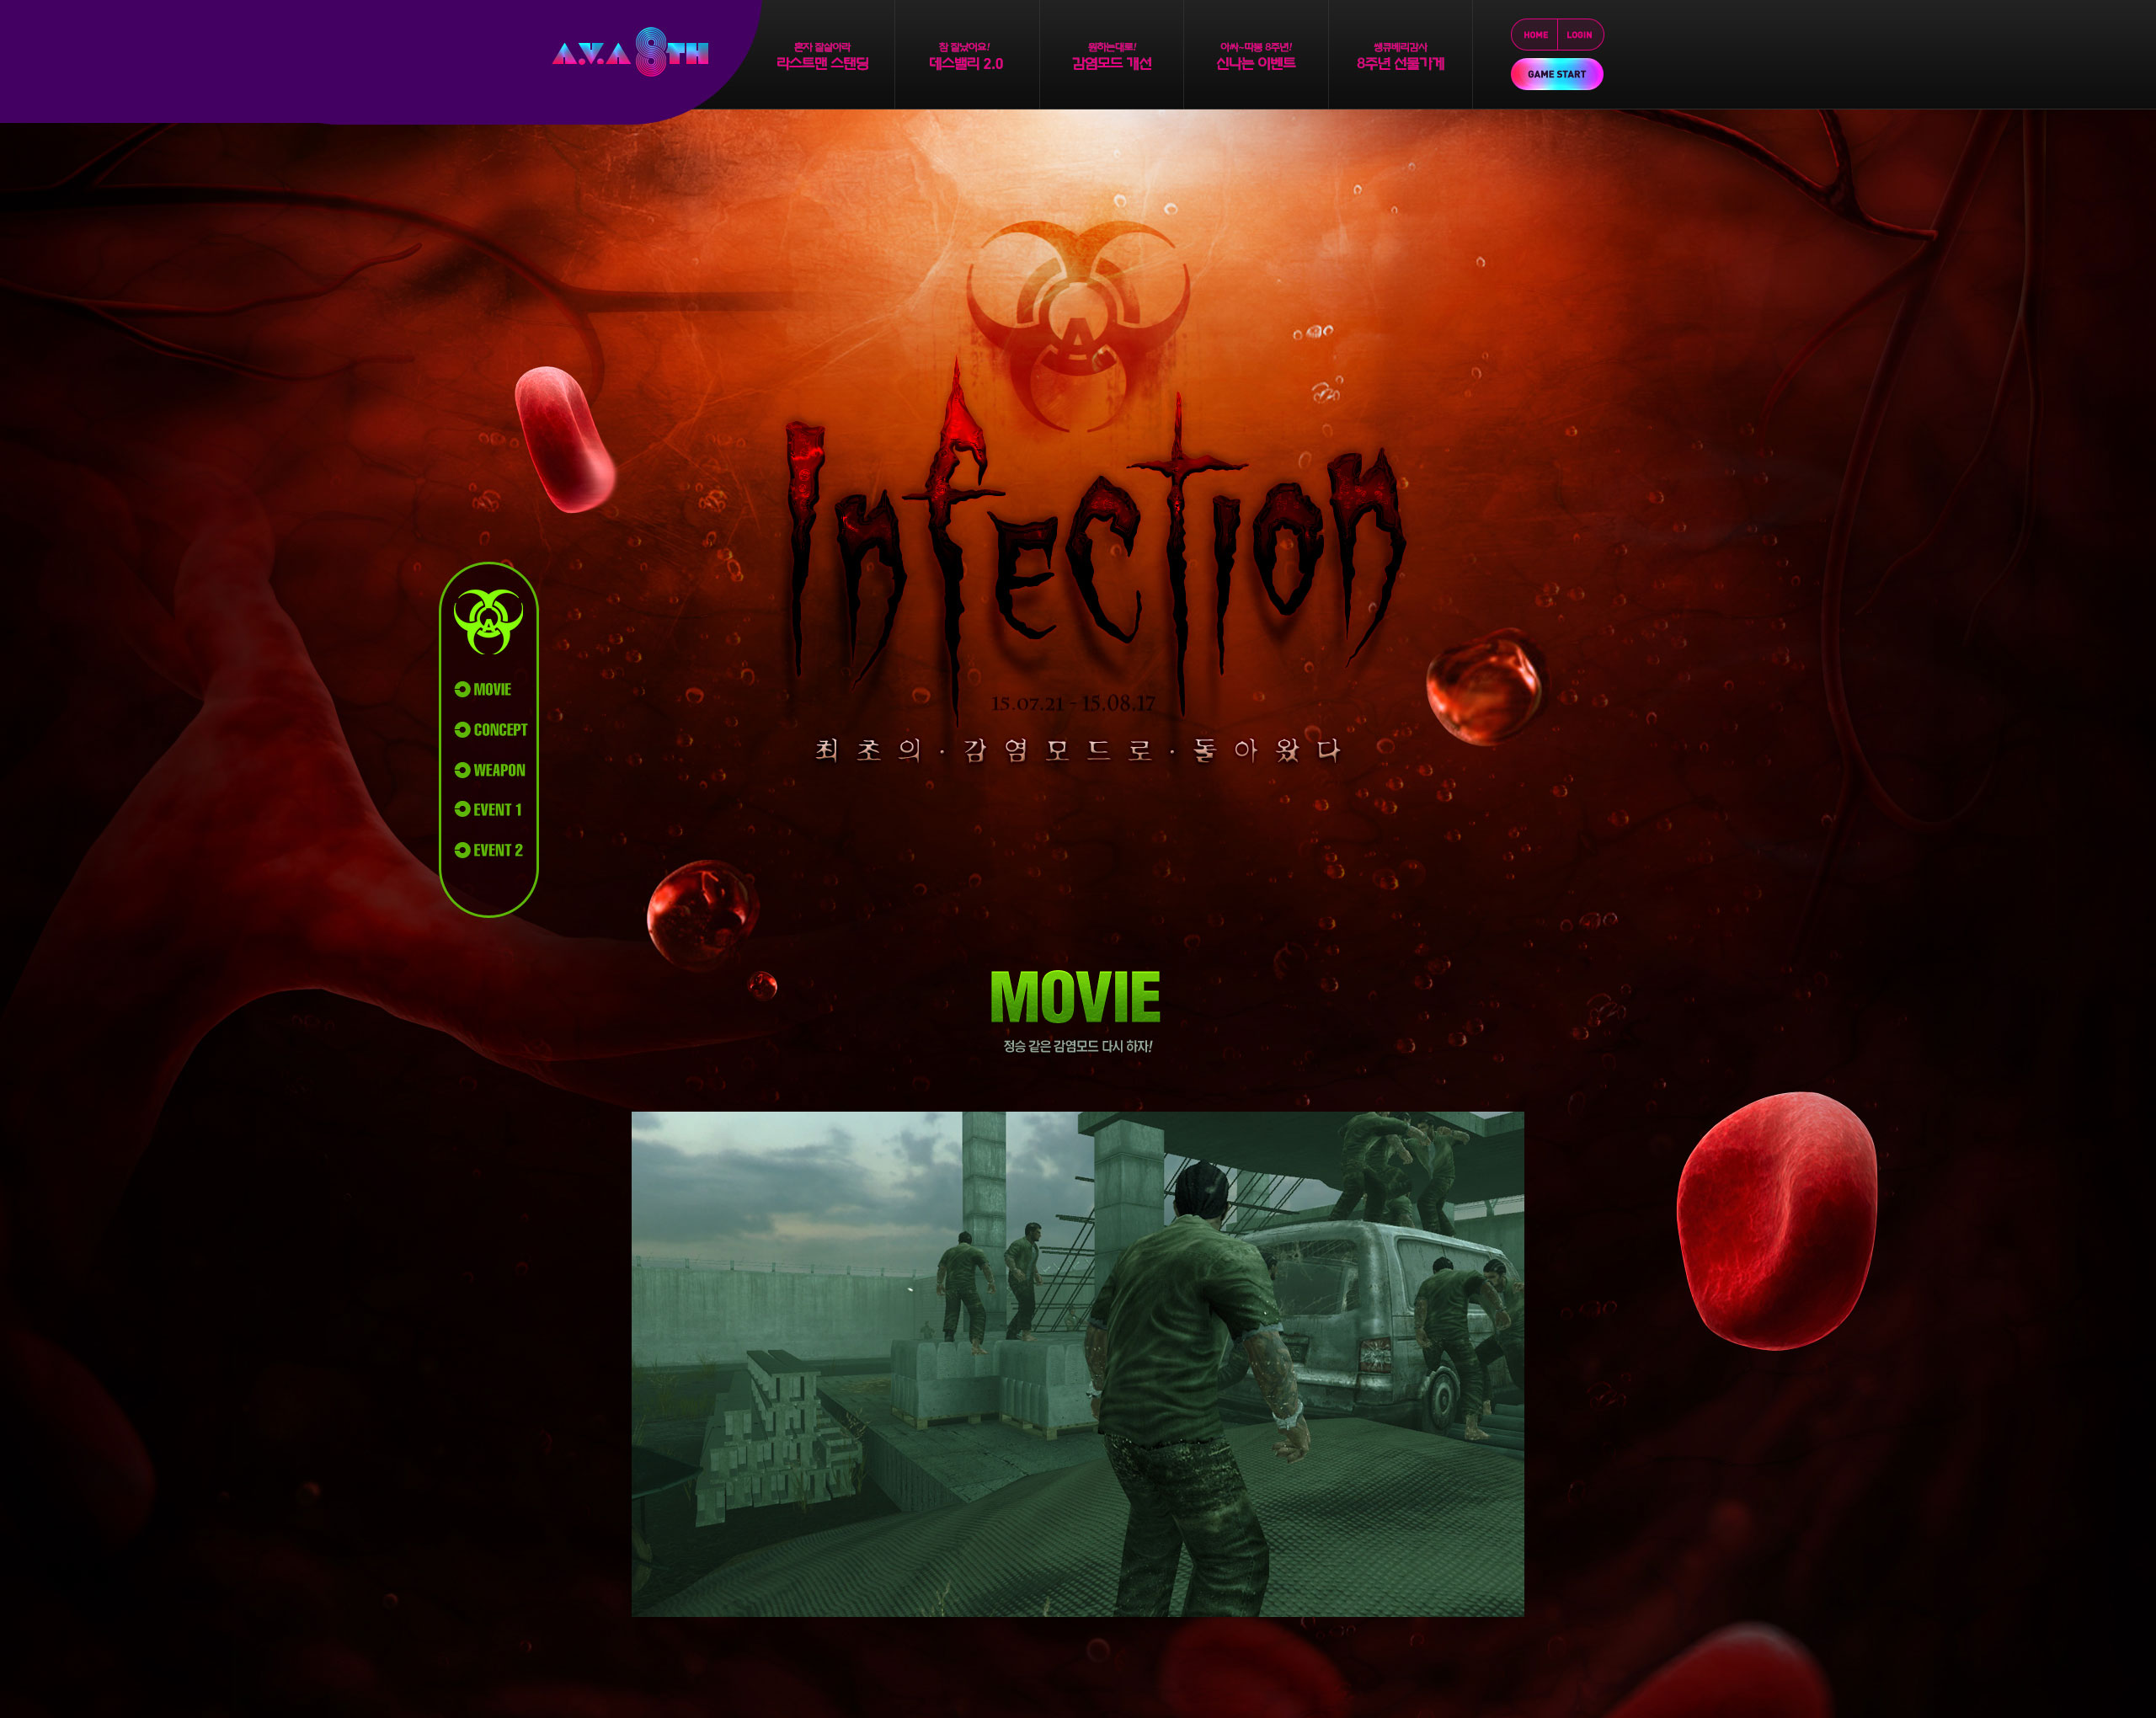 A.V.A 8TH
혼자 잘살아라
라스트맨 스탠딩
참 잘났어요!
데스밸리 2.0
원하는대로!
감염모드 개선
아싸~따봉 8주년!
신나는 이벤트
쌩큐베리감사
8주년 선물가게
HOME
LOGIN
GAME START
Infection
15.07.21 - 15.08.17
최초의·감염모드로·돌아왔다
MOVIE
CONCEPT
WEAPON
EVENT 1
EVENT 2
MOVIE
정승 같은 감염모드 다시 하자!